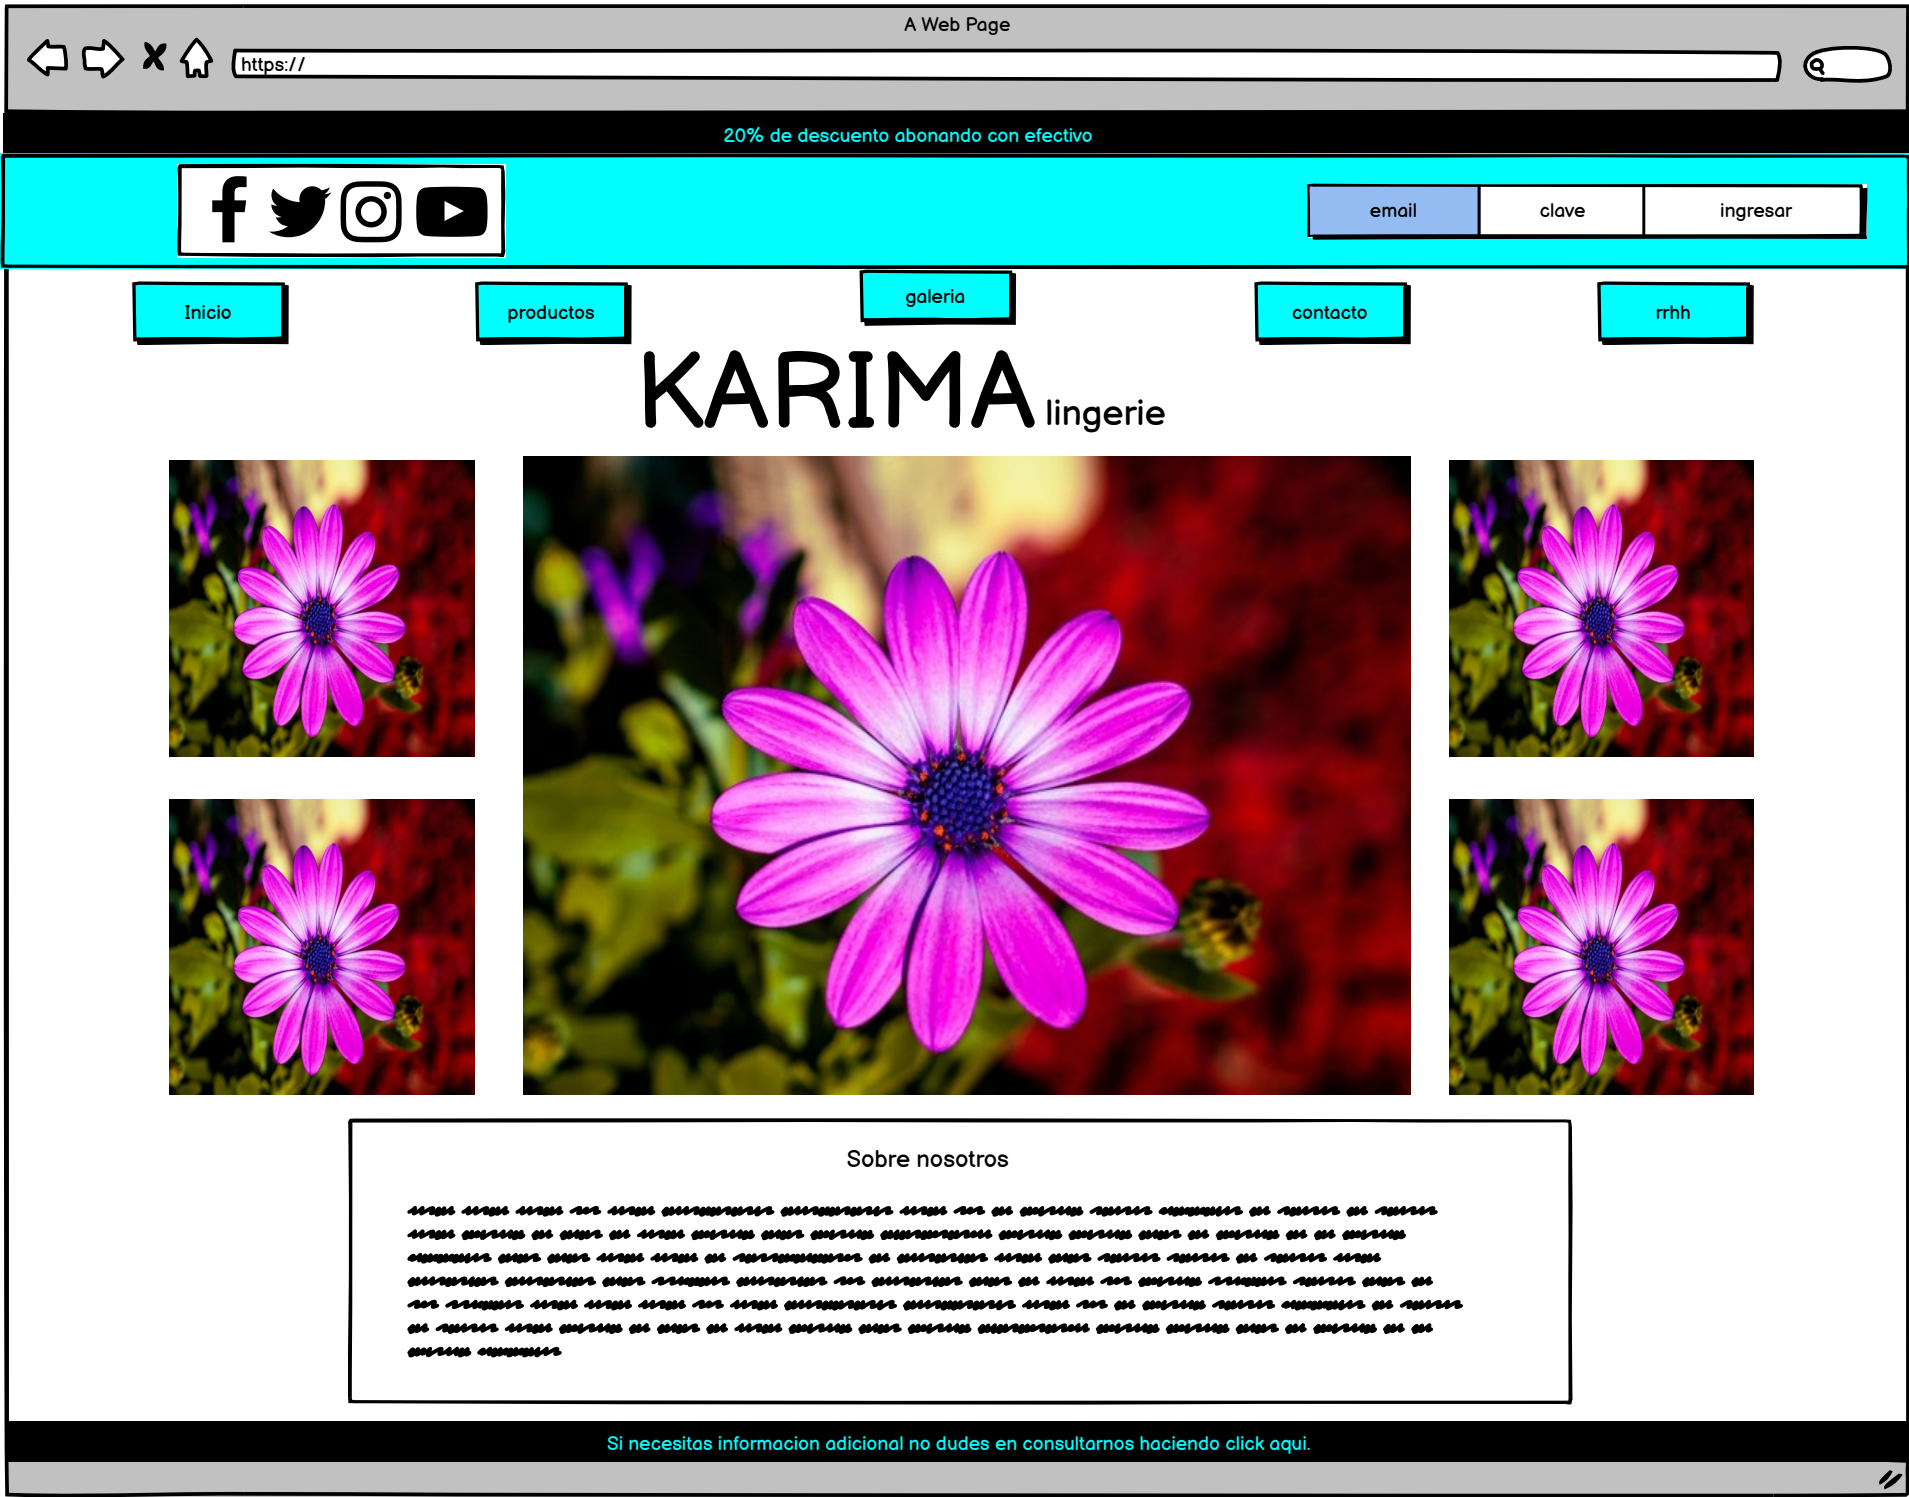 A Web Page
https://
20% de descuento abonando con efectivo
email clave ingresar
Inicio productos galeria contacto rrhh
KARIMA lingerie
Sobre nosotros
Si necesitas informacion adicional no dudes en consultarnos haciendo click aqui.